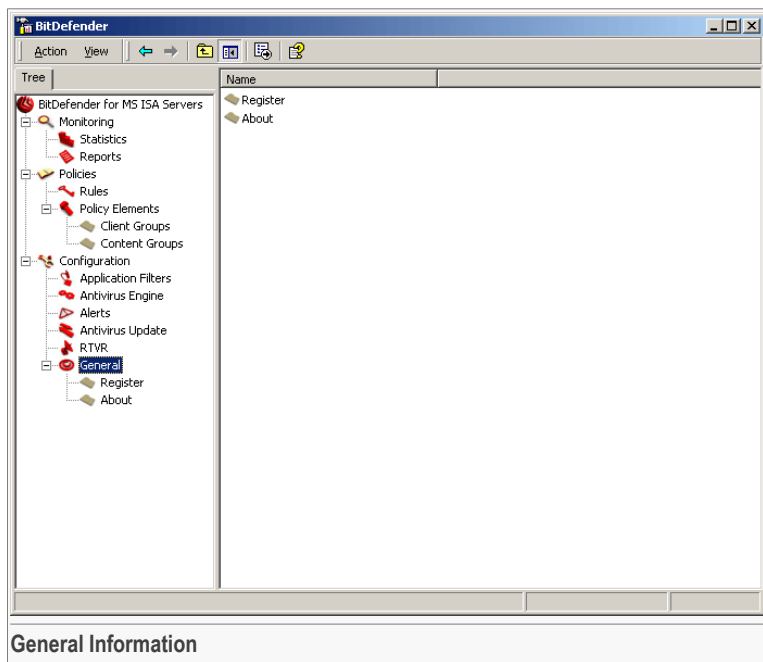 BitDefender
Action View
Tree
Name
BitDefender for MS ISA Servers
Monitoring
Statistics
Reports
Policies
Rules
Policy Elements
Client Groups
Content Groups
Configuration
Application Filters
Antivirus Engine
Alerts
Antivirus Update
RTVR
General
Register
About
Register
About
General Information